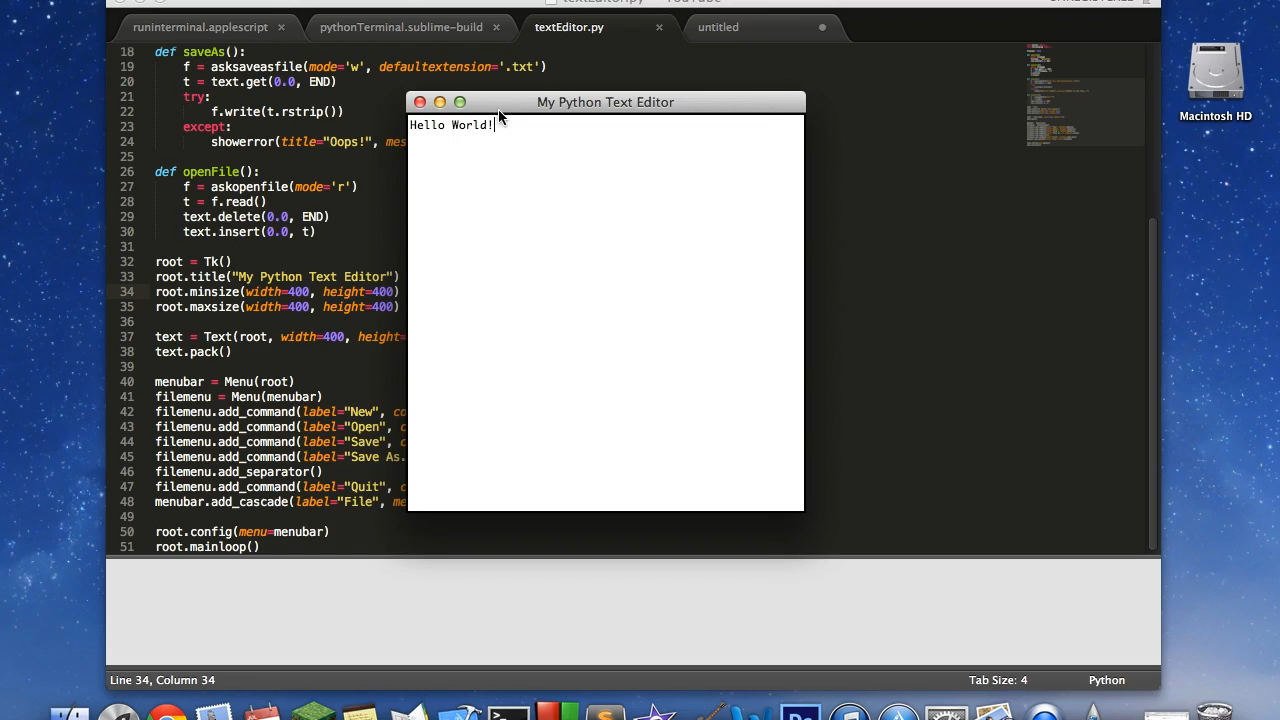 runinterminal.applescript
pythonTerminal.sublime-build
textEditor.py
untitled
18 def saveAs():
19 f = asksaveasfile(mode='w', defaultextension='.txt')
20 t = text.get(0.0, END)
21 try:
22 f.write(t.rstrip())
23 except:
24 showerror(title="Oops!", mes
25
26 def openFile():
27 f = askopenfile(mode='r')
28 t = f.read()
29 text.delete(0.0, END)
30 text.insert(0.0, t)
31
32 root = Tk()
33 root.title("My Python Text Editor")
34 root.minsize(width=400, height=400)
35 root.maxsize(width=400, height=400)
36
37 text = Text(root, width=400, height=
38 text.pack()
39
40 menubar = Menu(root)
41 filemenu = Menu(menubar)
42 filemenu.add_command(label="New", co
43 filemenu.add_command(label="Open", c
44 filemenu.add_command(label="Save", c
45 filemenu.add_command(label="Save As.
46 filemenu.add_separator()
47 filemenu.add_command(label="Quit", c
48 menubar.add_cascade(label="File", me
49
50 root.config(menu=menubar)
51 root.mainloop()
My Python Text Editor
Hello World!
Macintosh HD
Line 34, Column 34
Tab Size: 4
Python